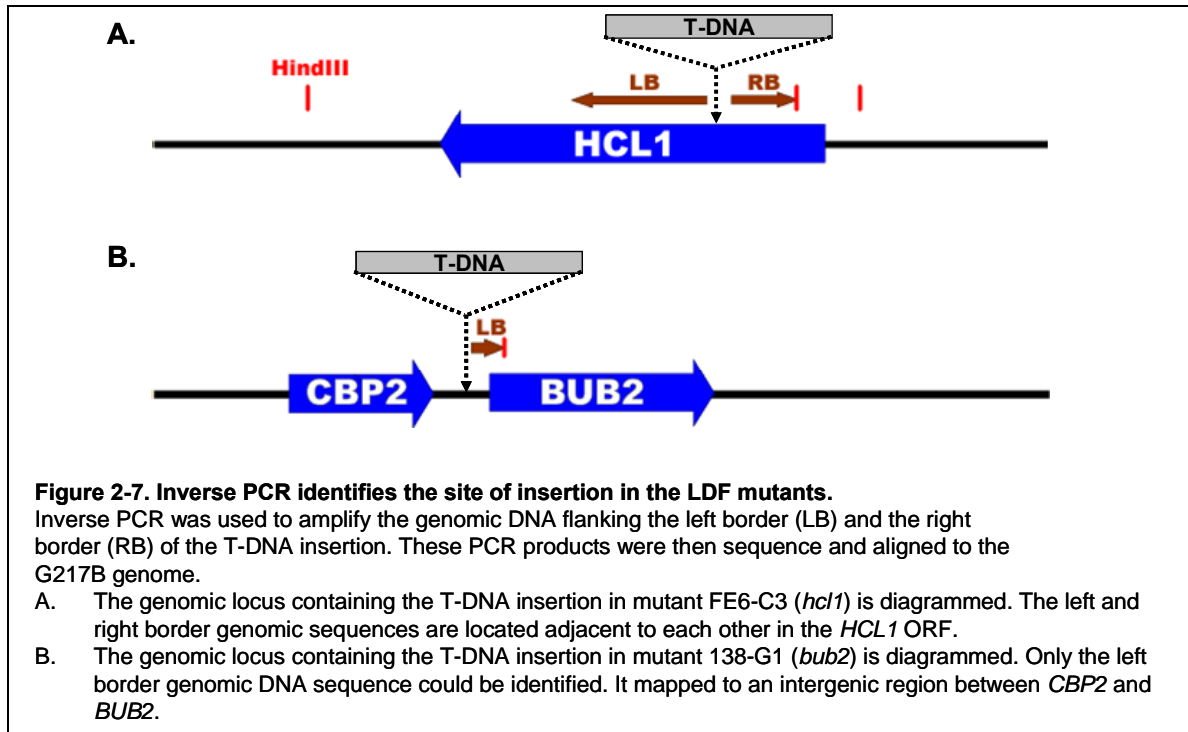 A.
T-DNA
HindIII
LB
RB
HCL1
B.
T-DNA
LB
CBP2
BUB2
Figure 2-7. Inverse PCR identifies the site of insertion in the LDF mutants.
Inverse PCR was used to amplify the genomic DNA flanking the left border (LB) and the right
border (RB) of the T-DNA insertion. These PCR products were then sequence and aligned to the
G217B genome.
A. The genomic locus containing the T-DNA insertion in mutant FE6-C3 (hcl1) is diagrammed. The left and
right border genomic sequences are located adjacent to each other in the HCL1 ORF.
B. The genomic locus containing the T-DNA insertion in mutant 138-G1 (bub2) is diagrammed. Only the left
border genomic DNA sequence could be identified. It mapped to an intergenic region between CBP2 and
BUB2.